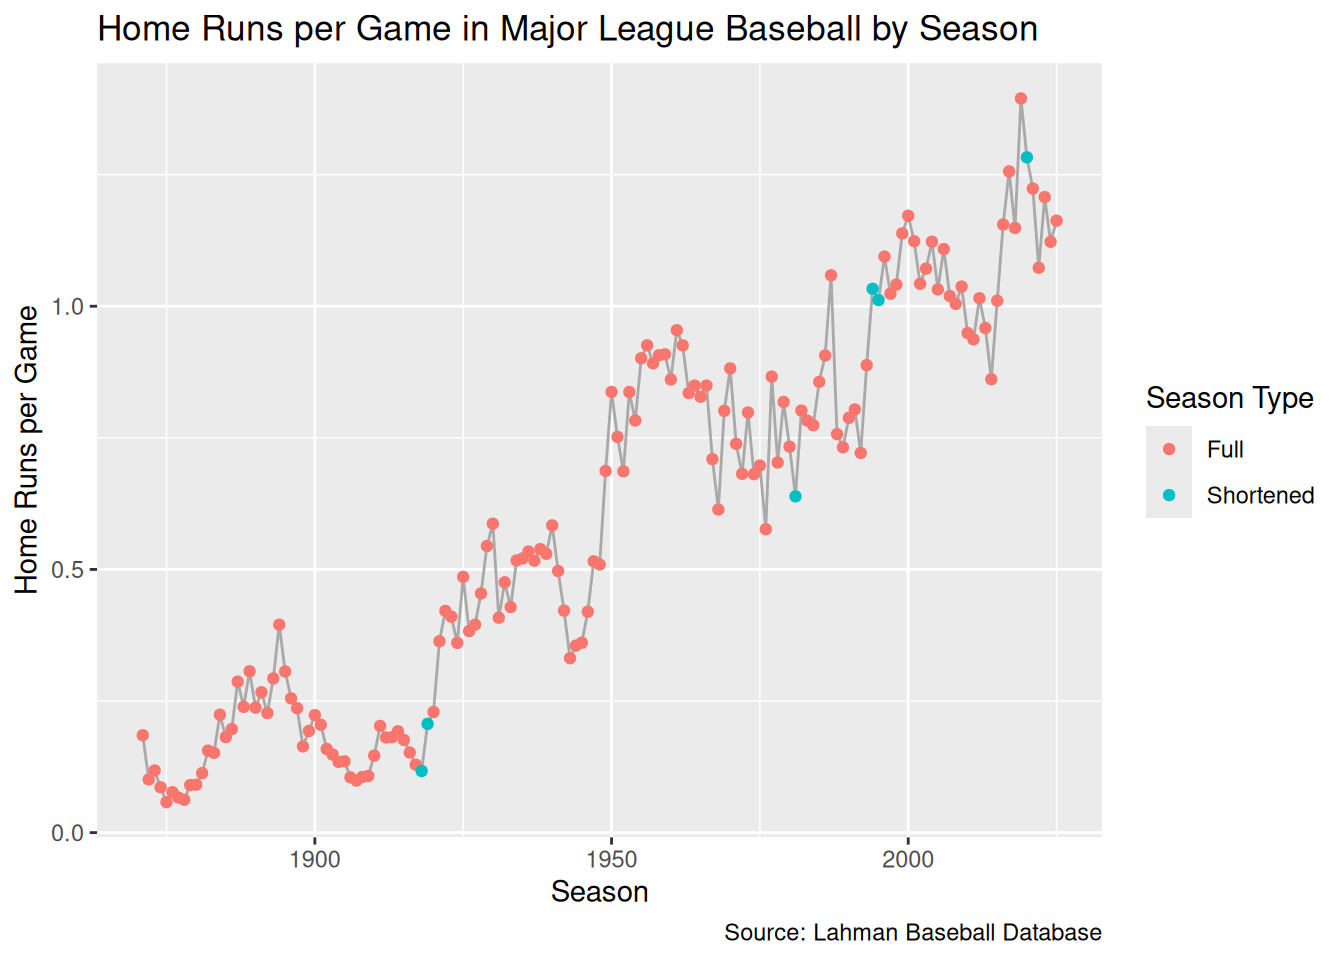 Home Runs per Game in Major League Baseball by Season
Home Runs per Game
1.0
0.5
0.0
1900 1950 2000
Season
Season Type
Full
Shortened
Source: Lahman Baseball Database